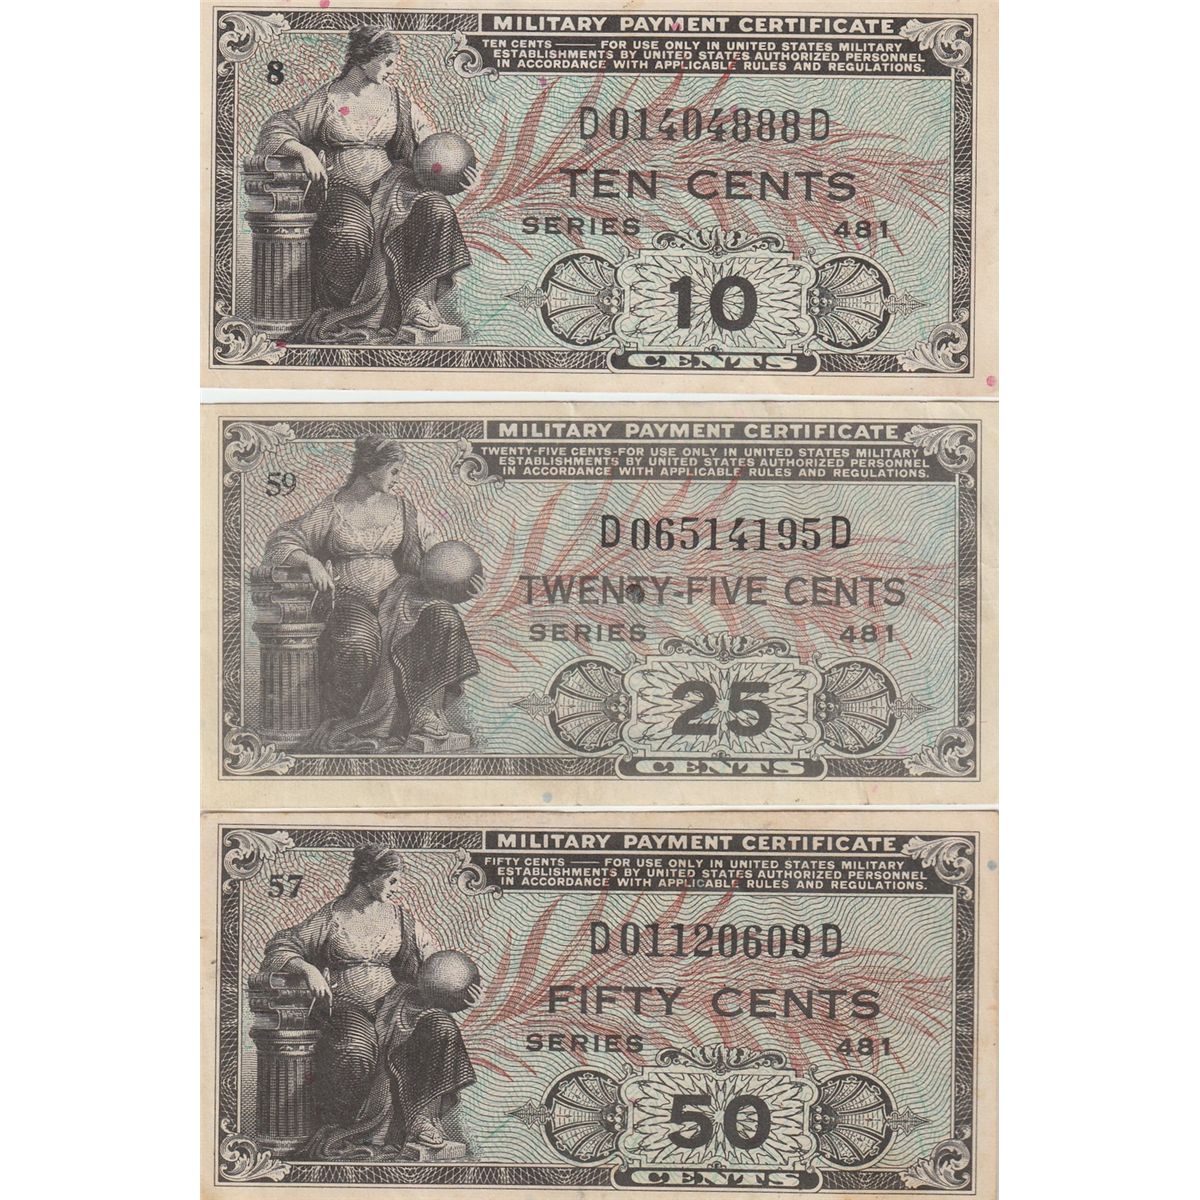 MILITARY PAYMENT CERTIFICATE
TEN CENTS — FOR USE ONLY IN UNITED STATES MILITARY
ESTABLISHMENTS BY UNITED STATES AUTHORIZED PERSONNEL
IN ACCORDANCE WITH APPLICABLE RULES AND REGULATIONS.
8
D01404888D
TEN CENTS
SERIES 481
10
CENTS
MILITARY PAYMENT CERTIFICATE
TWENTY-FIVE CENTS-FOR USE ONLY IN UNITED STATES MILITARY
ESTABLISHMENTS BY UNITED STATES AUTHORIZED PERSONNEL
IN ACCORDANCE WITH APPLICABLE RULES AND REGULATIONS.
59
D06514195D
TWENTY-FIVE CENTS
SERIES 481
25
CENTS
MILITARY PAYMENT CERTIFICATE
FIFTY CENTS — FOR USE ONLY IN UNITED STATES MILITARY
ESTABLISHMENTS BY UNITED STATES AUTHORIZED PERSONNEL
IN ACCORDANCE WITH APPLICABLE RULES AND REGULATIONS.
57
D01120609D
FIFTY CENTS
SERIES 481
50
CENTS